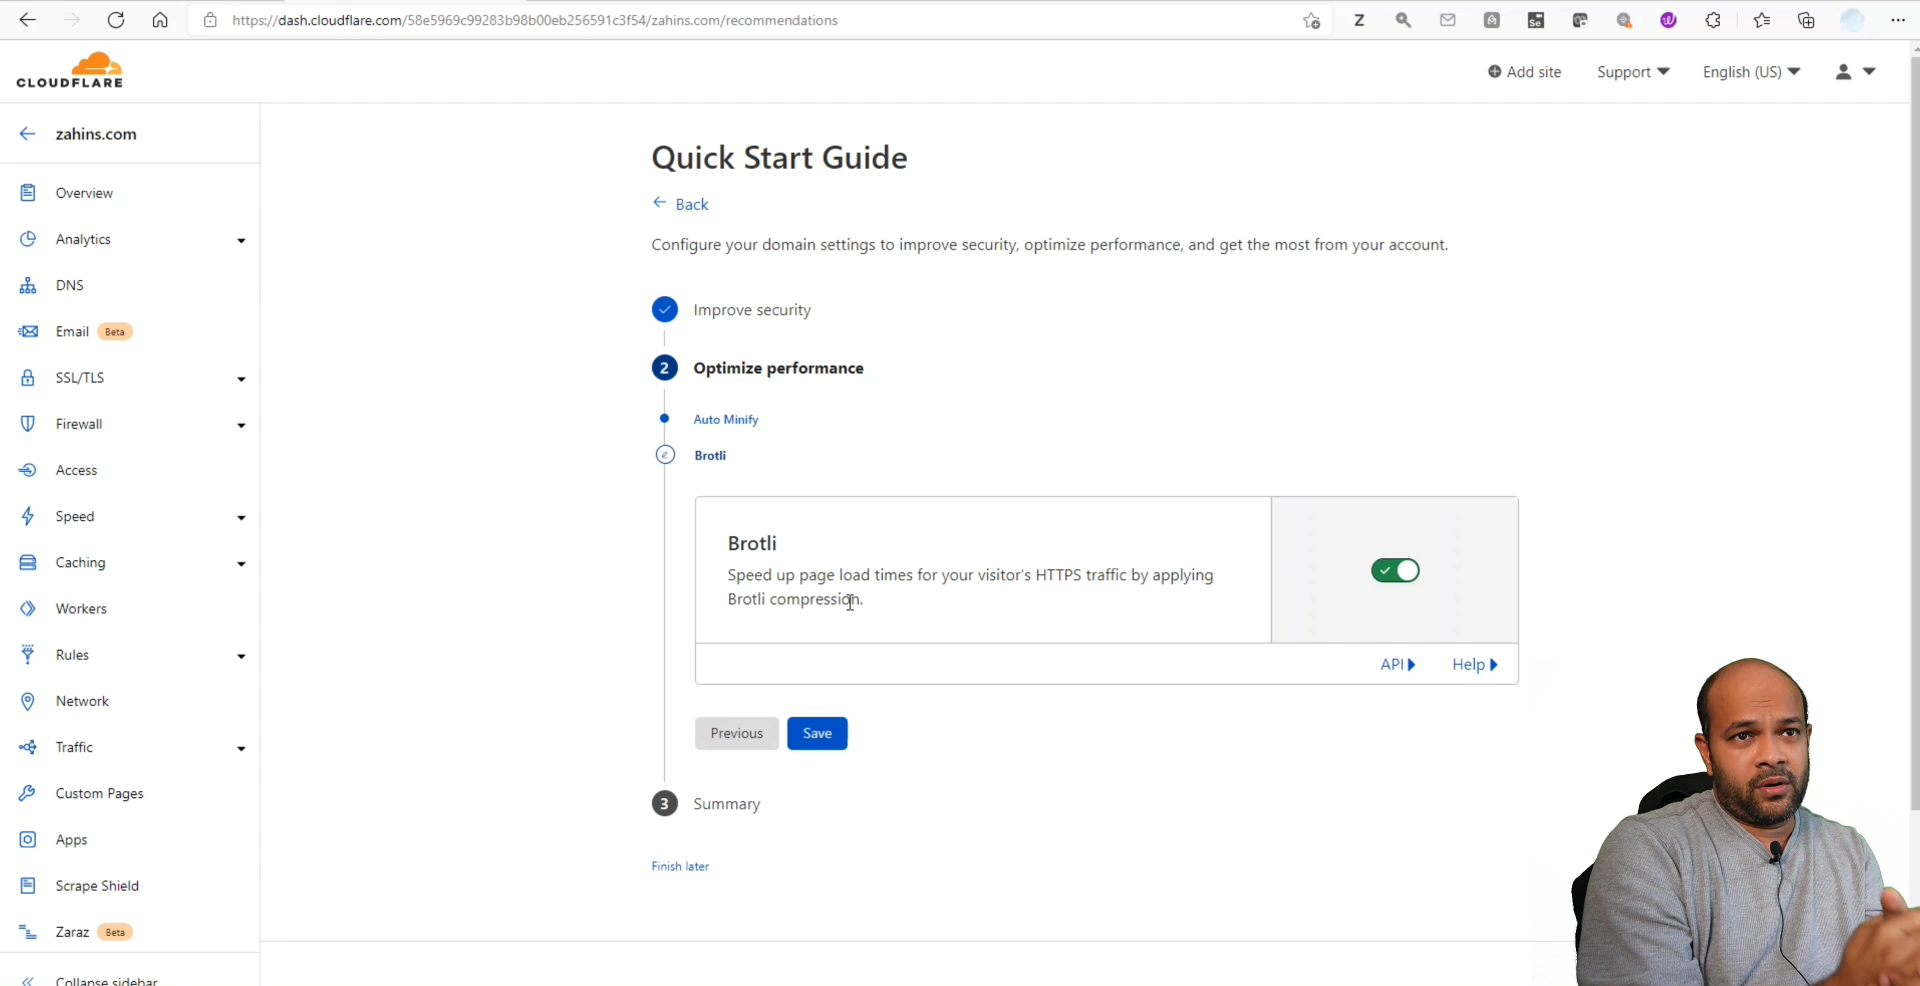 https://dash.cloudflare.com/58e5969c99283b98b00eb256591c3f54/zahins.com/recommendations
CLOUDFLARE
Add site
Support
English (US)
zahins.com
Overview
Analytics
DNS
Email Beta
SSL/TLS
Firewall
Access
Speed
Caching
Workers
Rules
Network
Traffic
Custom Pages
Apps
Scrape Shield
Zaraz Beta
Collapse sidebar
Quick Start Guide
Back
Configure your domain settings to improve security, optimize performance, and get the most from your account.
Improve security
2 Optimize performance
Auto Minify
Brotli
Brotli
Speed up page load times for your visitor's HTTPS traffic by applying
Brotli compression.
API Help
Previous Save
3 Summary
Finish later